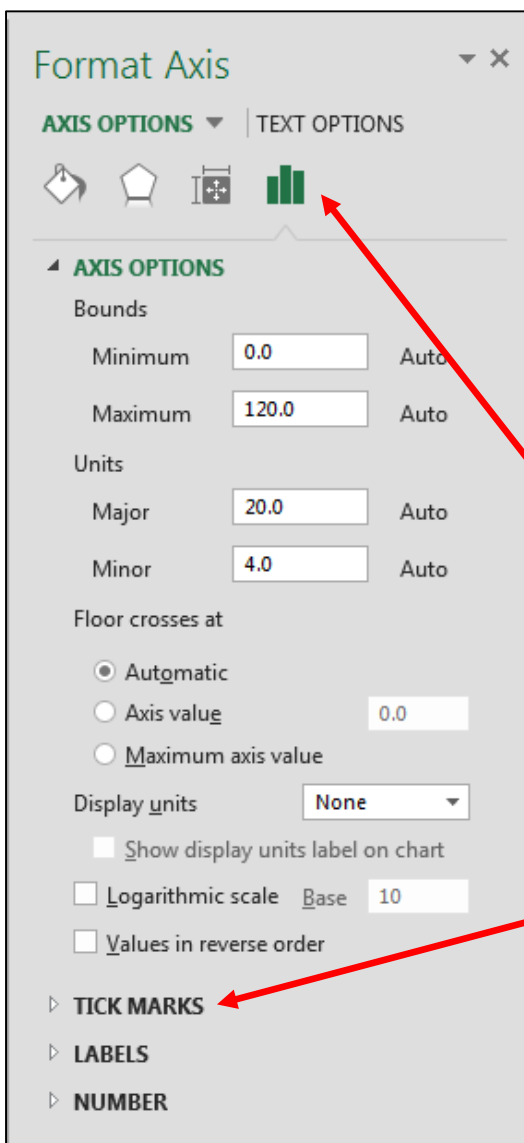 Format Axis
AXIS OPTIONS TEXT OPTIONS
AXIS OPTIONS
Bounds
Minimum 0.0 Auto
Maximum 120.0 Auto
Units
Major 20.0 Auto
Minor 4.0 Auto
Floor crosses at
Automatic
Axis value 0.0
Maximum axis value
Display units None
Show display units label on chart
Logarithmic scale Base 10
Values in reverse order
TICK MARKS
LABELS
NUMBER